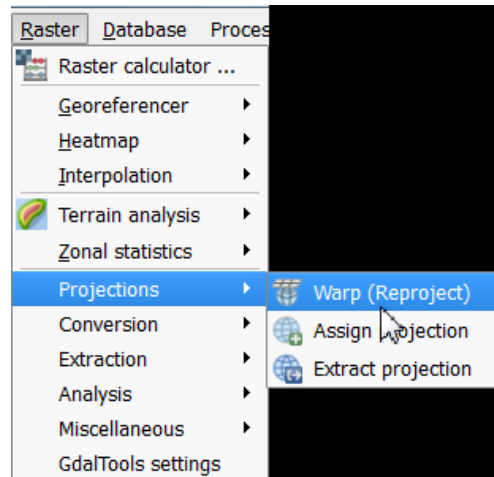 Raster Database Proces
Raster calculator ...
Georeferencer
Heatmap
Interpolation
Terrain analysis
Zonal statistics
Projections
Warp (Reproject)
Conversion
Assign Projection
Extraction
Extract projection
Analysis
Miscellaneous
GdalTools settings